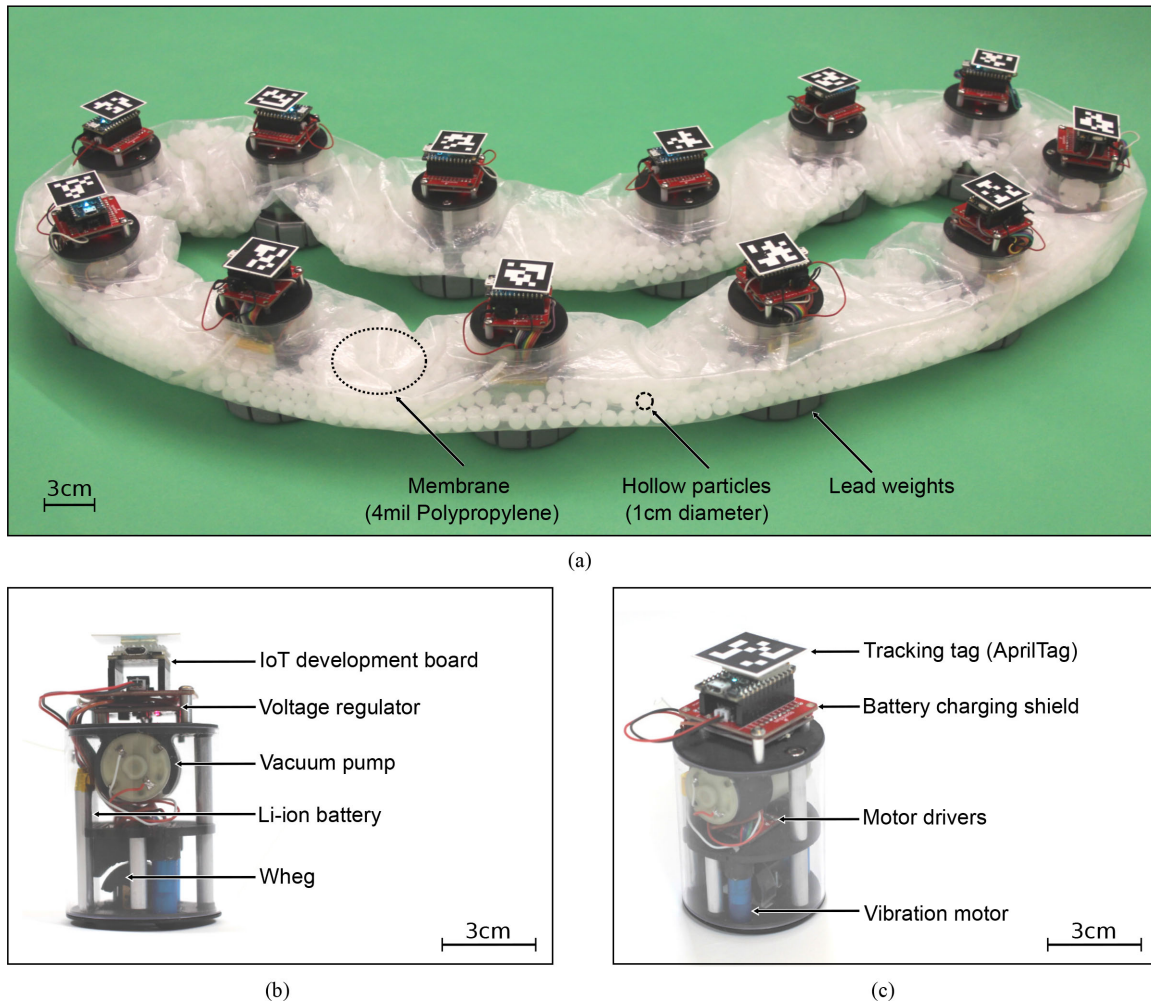 Membrane
(4mil Polypropylene)
Hollow particles
(1cm diameter)
Lead weights
3cm
(a)
IoT development board
Voltage regulator
Vacuum pump
Li-ion battery
Wheg
3cm
(b)
Tracking tag (AprilTag)
Battery charging shield
Motor drivers
Vibration motor
3cm
(c)